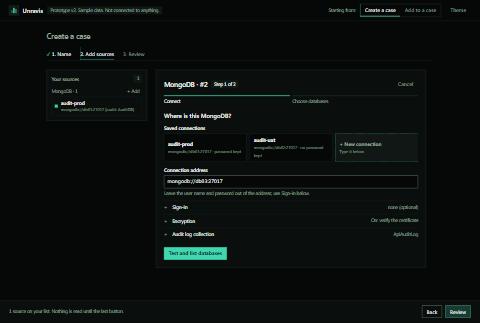 Unravis Prototype v3. Sample data. Not connected to anything. Starting from Create a case Add to a case Theme
Create a case
✓ 1. Name 2. Add sources 3. Review
Your sources 1
MongoDB · 1 + Add
audit-prod
MongoDB · #2 Step 1 of 2 Cancel
Connect Choose databases
Where is this MongoDB?
Saved connections
audit-prod
audit-uat
+ New connection
Type it below
Connection address
mongodb://db03:27017
Leave the user name and password out of the address; use Sign-in below.
Sign-in none (optional)
Encryption On: verify the certificate
Audit log collection ApiAuditLog
Test and list databases
1 source on your list. Nothing is read until the last button.
Back Review